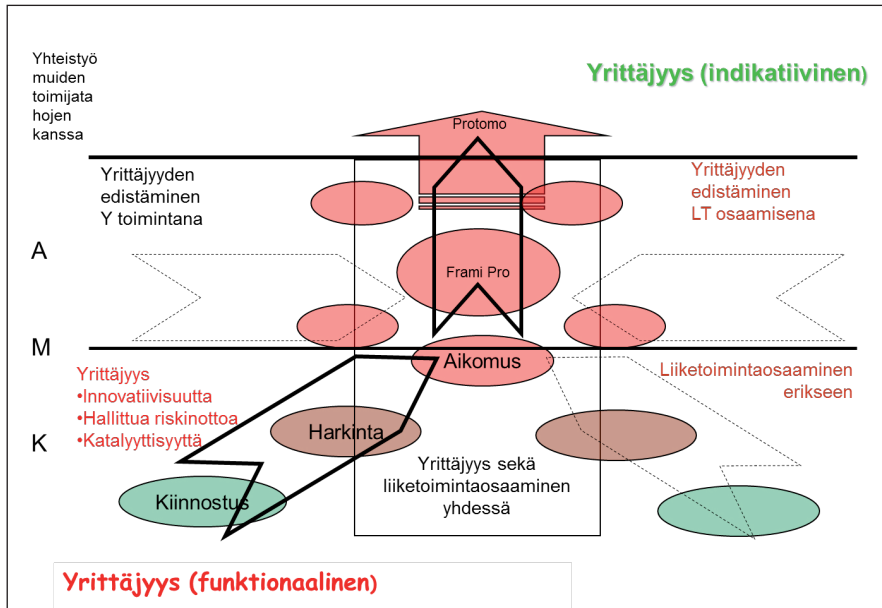 Yhteistyö
muiden
toimijata
hojen
kanssa
Yrittäjyys (indikatiivinen)
Protomo
Yrittäjyyden
edistäminen
Y toimintana
Yrittäjyyden
edistäminen
LT osaamisena
A
Frami Pro
M
Aikomus
Yrittäjyys
•Innovatiivisuutta
•Hallittua riskinottoa
•Katalyyttisyyttä
Liiketoimintaosaaminen
erikseen
K
Harkinta
Yrittäjyys sekä
liiketoimintaosaaminen
yhdessä
Kiinnostus
Yrittäjyys (funktionaalinen)